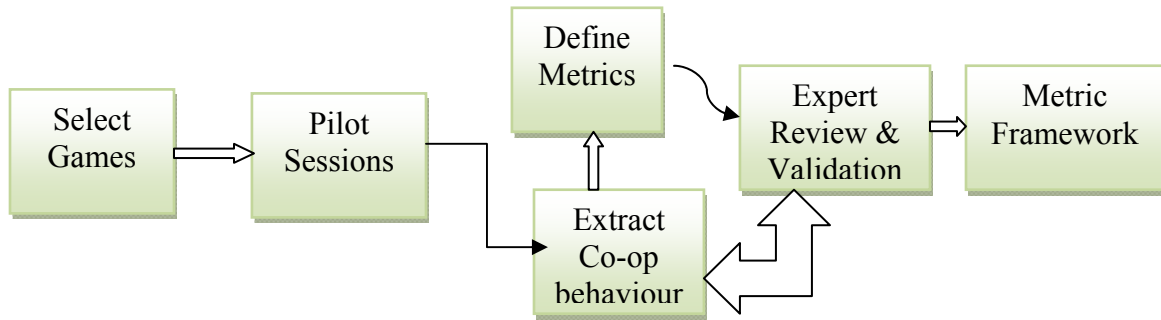 Select
Games
Pilot
Sessions
Extract
Co-op
behaviour
Define
Metrics
Expert
Review &
Validation
Metric
Framework